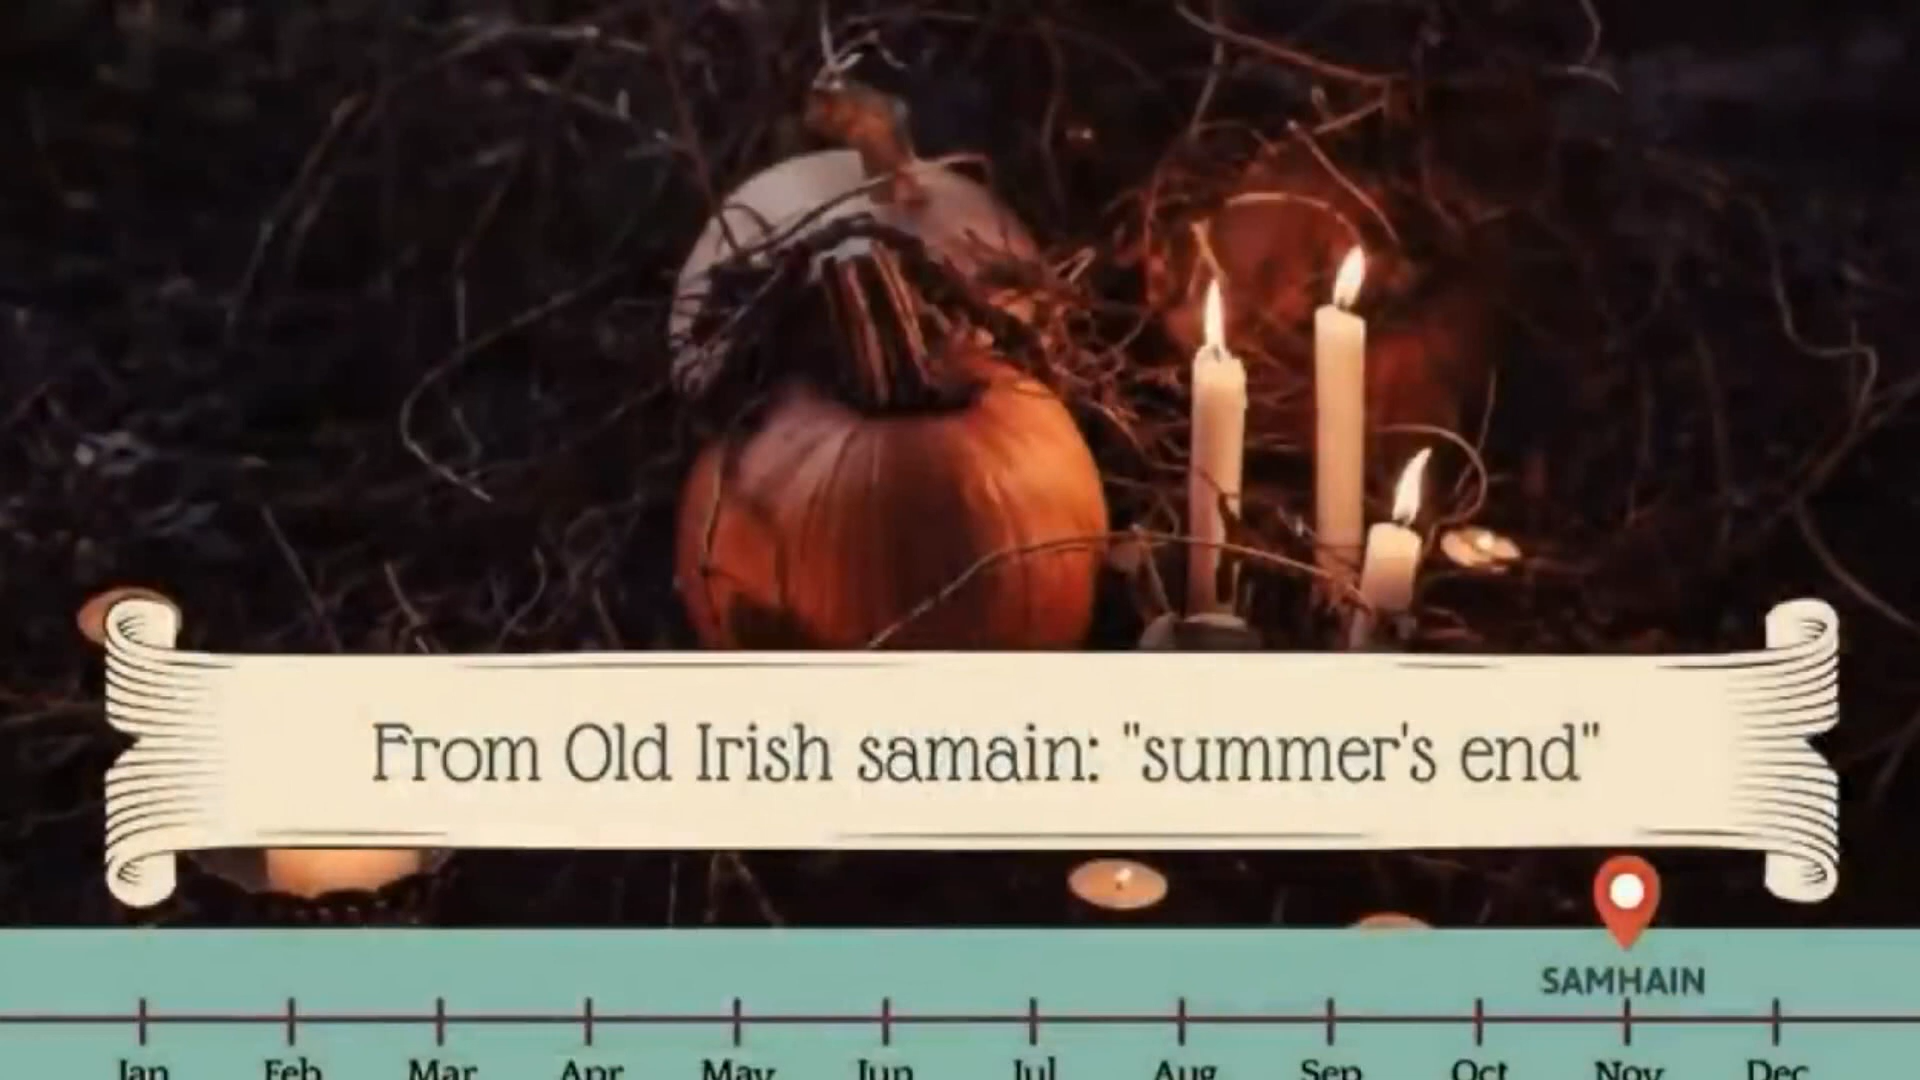 From Old Irish samain: "summer's end"
SAMHAIN
Jan Feb Mar Apr May Jun Jul Aug Sep Oct Nov Dec